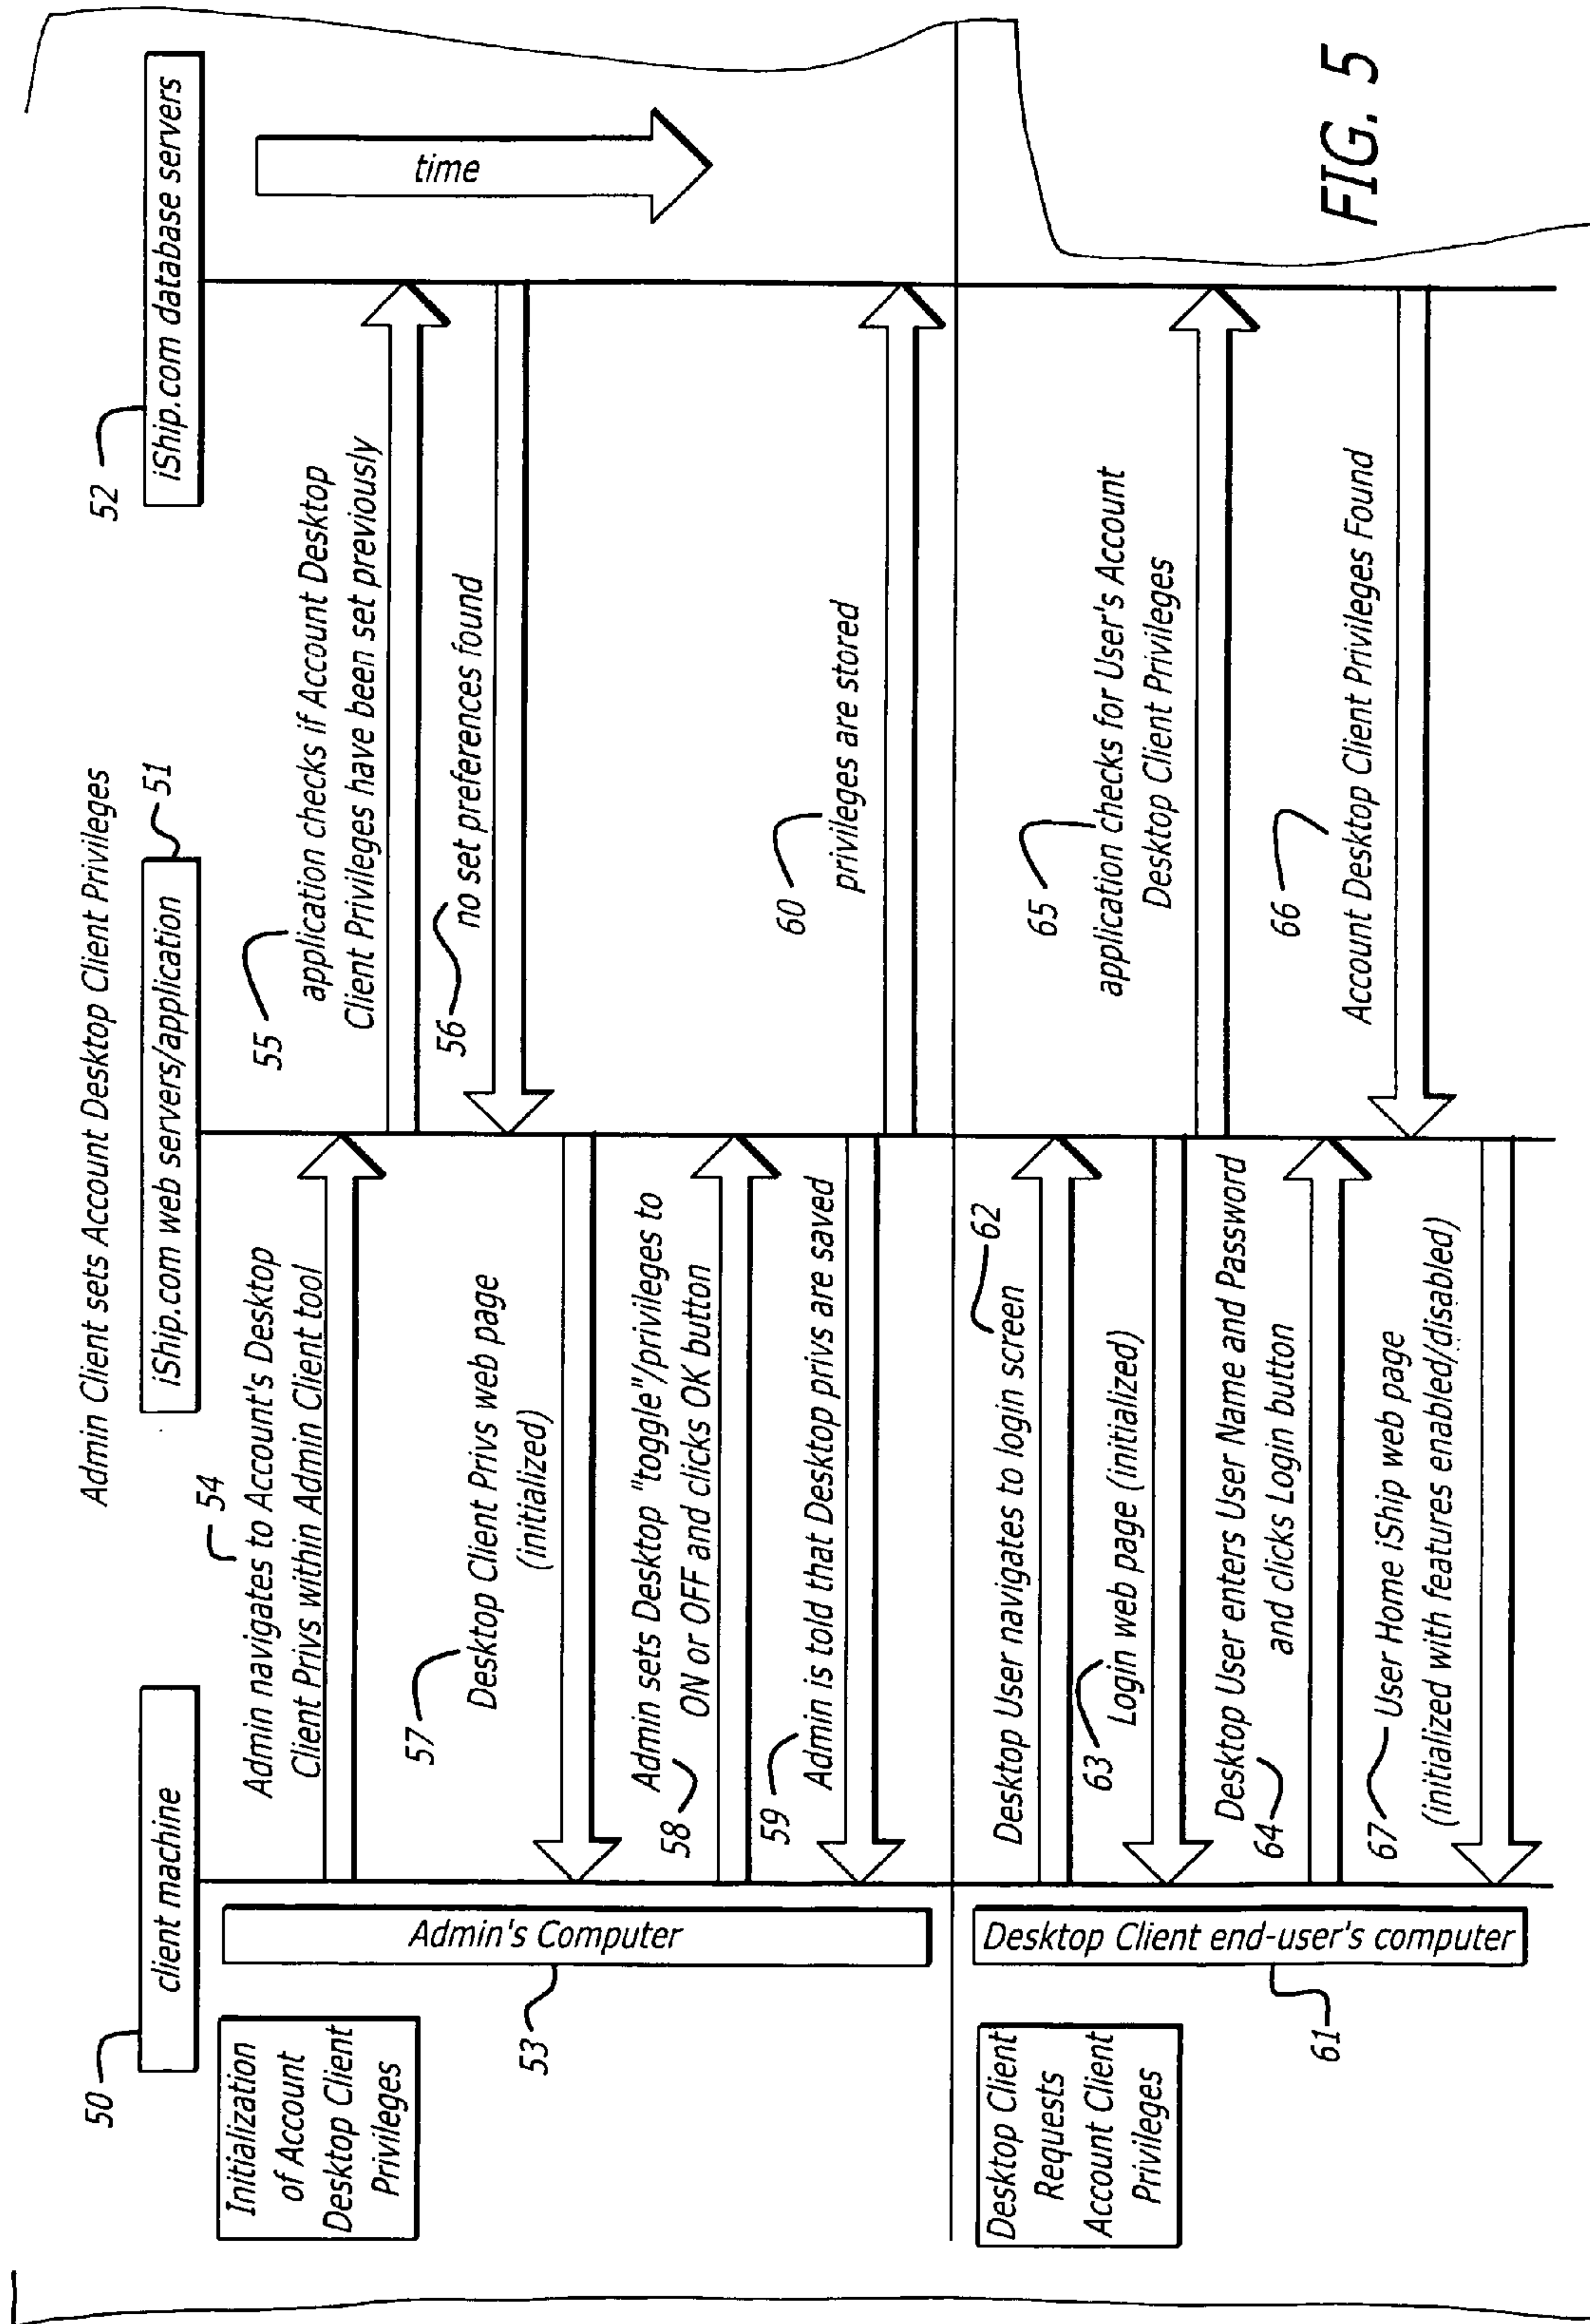 Admin Client sets Account Desktop Client Privileges
50
client machine
iShip.com web servers/application
51
52
iShip.com database servers
Initialization
of Account
Desktop Client
Privileges
Admin's Computer
53
time
54
Admin navigates to Account's Desktop
Client Privs within Admin Client tool
55
application checks if Account Desktop
Client Privileges have been set previously
56
no set preferences found
57
Desktop Client Privs web page
(initialized)
58
Admin sets Desktop "toggle"/privileges to
ON or OFF and clicks OK button
59
Admin is told that Desktop privs are saved
60
privileges are stored
Desktop Client
Requests
Account Client
Privileges
Desktop Client end-user's computer
61
62
Desktop User navigates to login screen
63
Login web page (initialized)
64
Desktop User enters User Name and Password
and clicks Login button
65
application checks for User's Account
Desktop Client Privileges
66
Account Desktop Client Privileges Found
67
User Home iShip web page
(initialized with features enabled/disabled)
FIG. 5